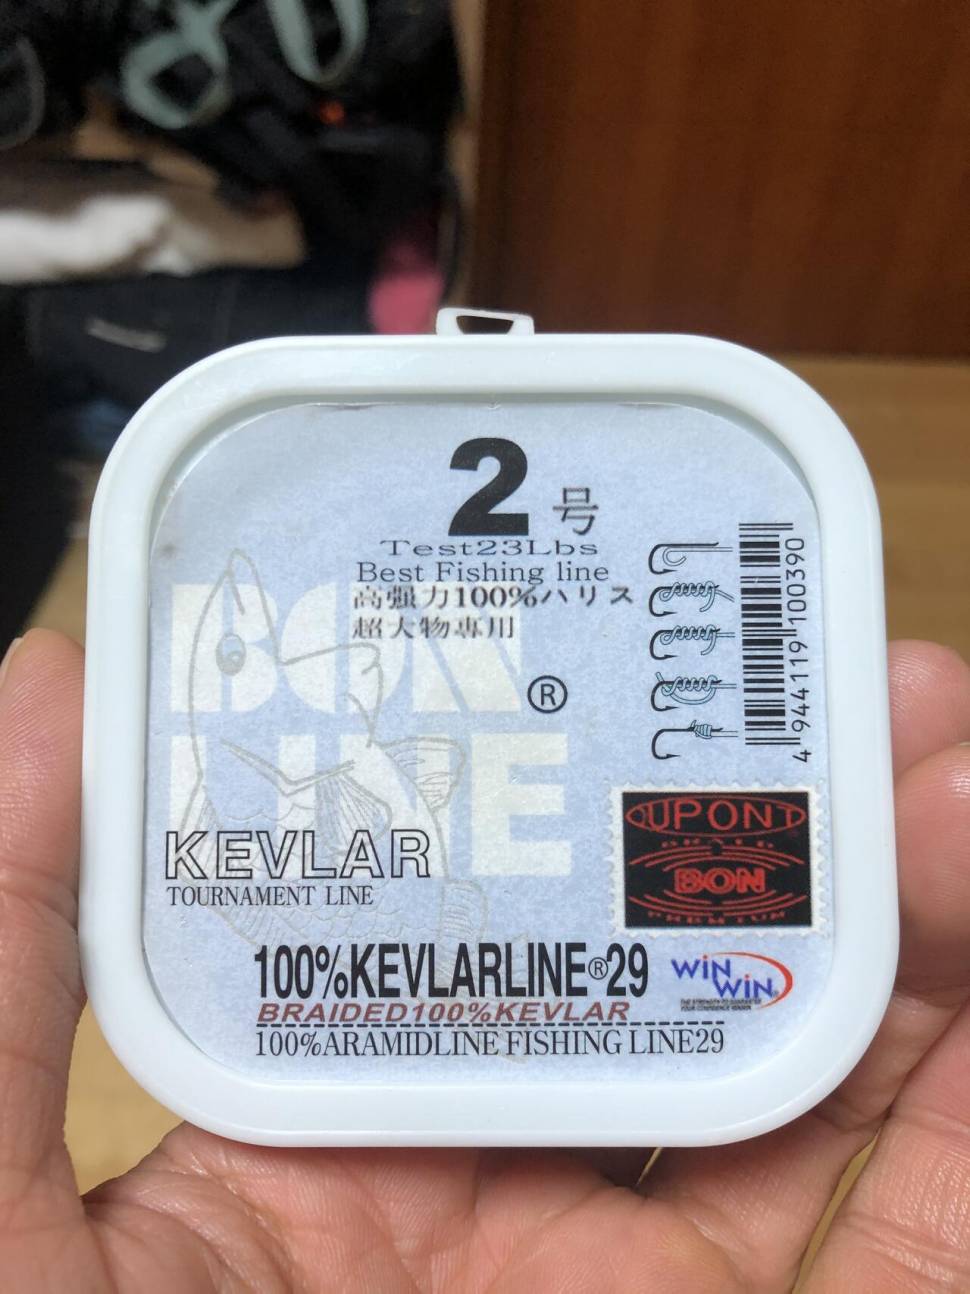 2号
Test23Lbs
Best Fishing line
高强力100%ハリス
超大物専用
BON
LINE
®
4 944119 100390
KEVLAR
TOURNAMENT LINE
DUPONT
BRAID
BON
WiN
WiN®
100%KEVLARLINE®29
BRAIDED100%KEVLAR
100%ARAMIDLINE FISHING LINE29